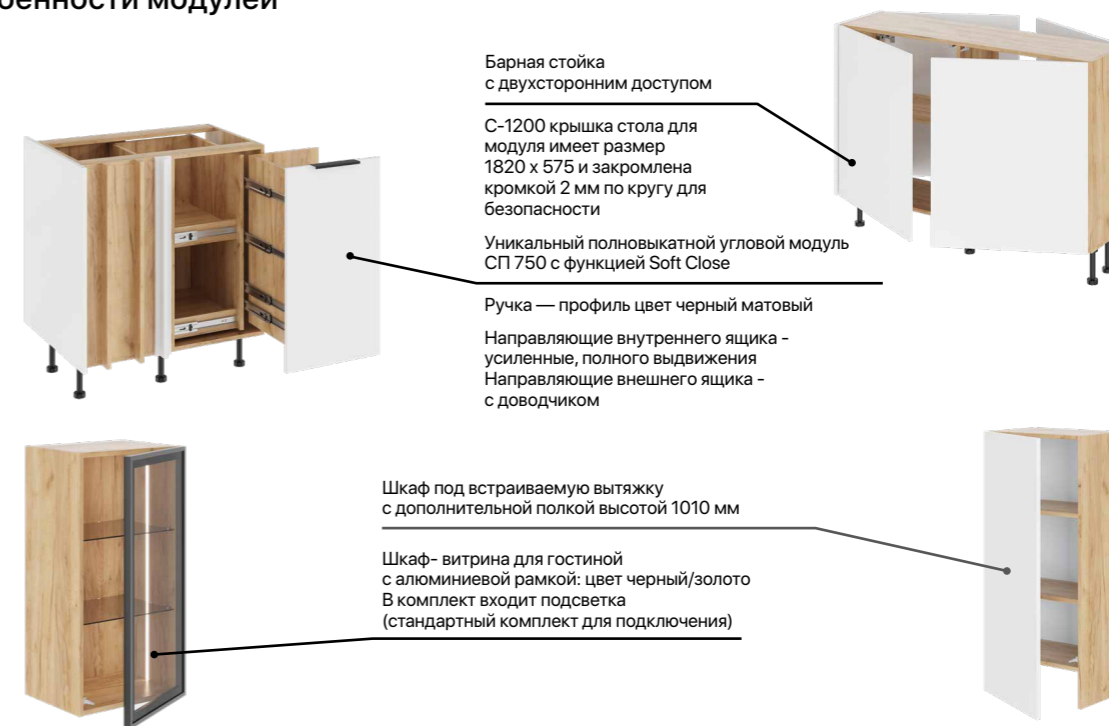 модулей
Барная стойка
с двухсторонним доступом
С-1200 крышка стола для
модуля имеет размер
1820 х 575 и закромлена
кромкой 2 мм по кругу для
безопасности
Уникальный полновыкатной угловой модуль
СП 750 с функцией Soft Close
Ручка — профиль цвет черный матовый
Направляющие внутреннего ящика -
усиленные, полного выдвижения
Направляющие внешнего ящика -
с доводчиком
Шкаф под встраиваемую вытяжку
с дополнительной полкой высотой 1010 мм
Шкаф- витрина для гостиной
с алюминиевой рамкой: цвет черный/золото
В комплект входит подсветка
(стандартный комплект для подключения)